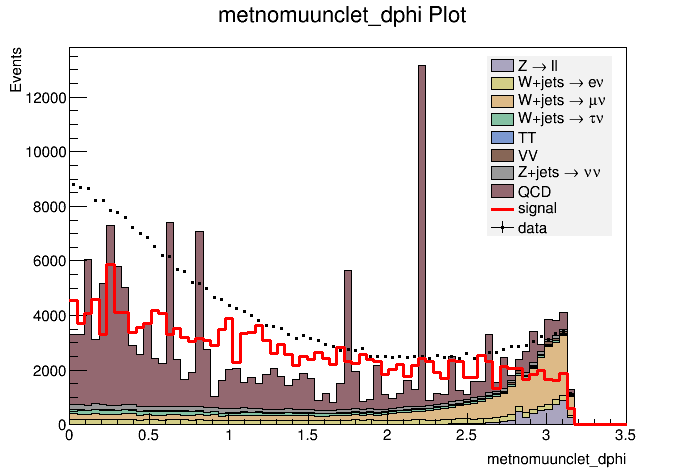 metnomuunclet_dphi Plot
Events
12000
10000
8000
6000
4000
2000
0
0 0.5 1 1.5 2 2.5 3 3.5
metnomuunclet_dphi
Z → ll
W+jets → eν
W+jets → μν
W+jets → τν
TT
VV
Z+jets → νν
QCD
signal
data